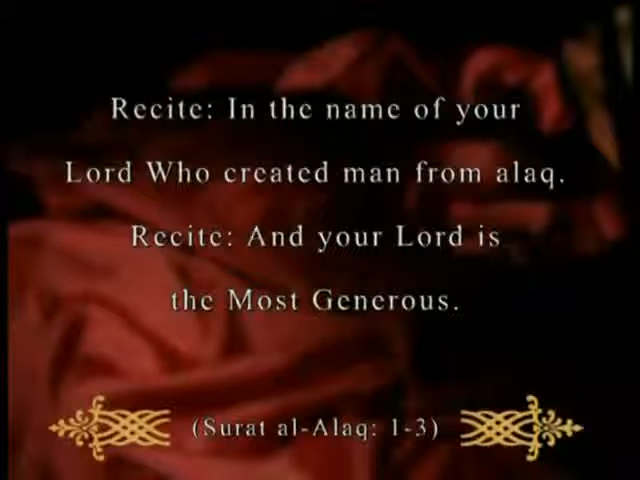 Recite: In the name of your
Lord Who created man from alaq.
Recite: And your Lord is
the Most Generous.
(Surat al-Alaq: 1-3)